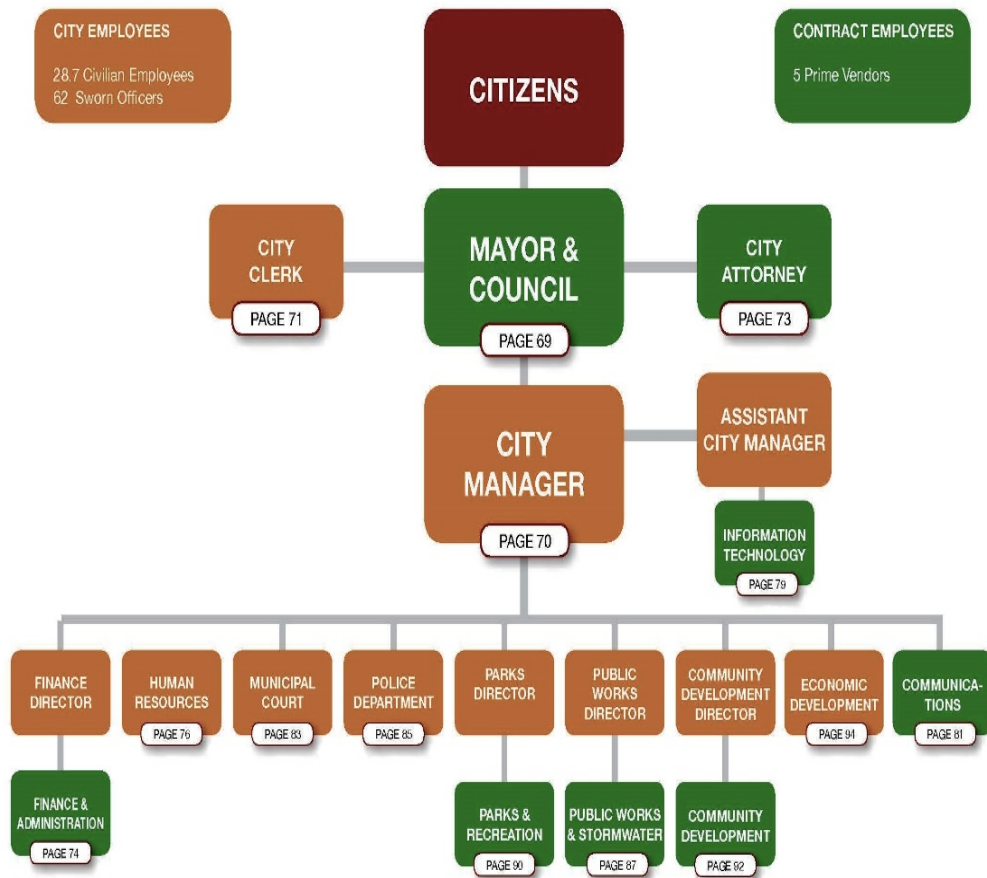 CITY EMPLOYEES
28.7 Civilian Employees
62 Sworn Officers
CONTRACT EMPLOYEES
5 Prime Vendors
CITIZENS
CITY
CLERK
PAGE 71
MAYOR &
COUNCIL
PAGE 69
CITY
ATTORNEY
PAGE 73
CITY
MANAGER
PAGE 70
ASSISTANT
CITY MANAGER
INFORMATION
TECHNOLOGY
PAGE 79
FINANCE
DIRECTOR
HUMAN
RESOURCES
PAGE 76
MUNICIPAL
COURT
PAGE 83
POLICE
DEPARTMENT
PAGE 85
PARKS
DIRECTOR
PUBLIC
WORKS
DIRECTOR
COMMUNITY
DEVELOPMENT
DIRECTOR
ECONOMIC
DEVELOPMENT
PAGE 94
COMMUNICA-
TIONS
PAGE 81
FINANCE &
ADMINISTRATION
PAGE 74
PARKS &
RECREATION
PAGE 90
PUBLIC WORKS
& STORMWATER
PAGE 87
COMMUNITY
DEVELOPMENT
PAGE 92